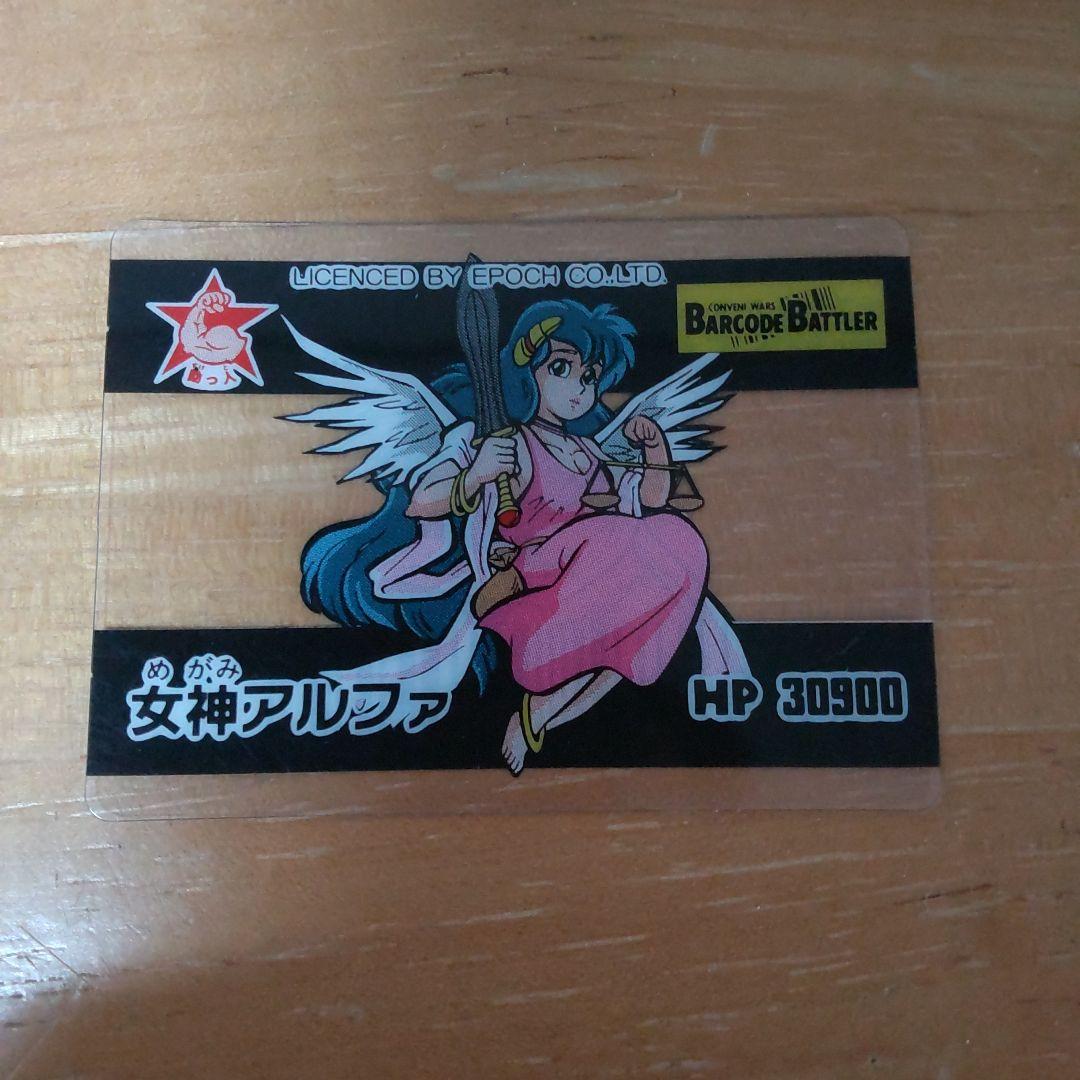 LICENCED BY EPOCH CO.,LTD.
CONVENI WARS
BARCODE BATTLER
めがみ
女神アルファ
HP 30900